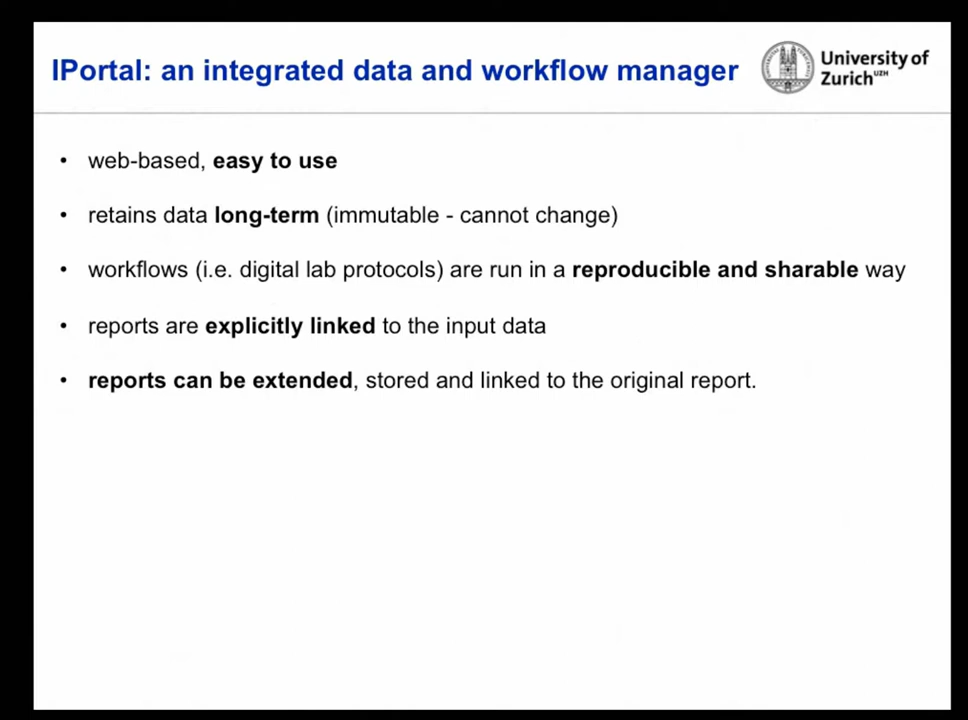 IPortal: an integrated data and workflow manager
University of
Zurich UZH
• web-based, easy to use
• retains data long-term (immutable - cannot change)
• workflows (i.e. digital lab protocols) are run in a reproducible and sharable way
• reports are explicitly linked to the input data
• reports can be extended, stored and linked to the original report.